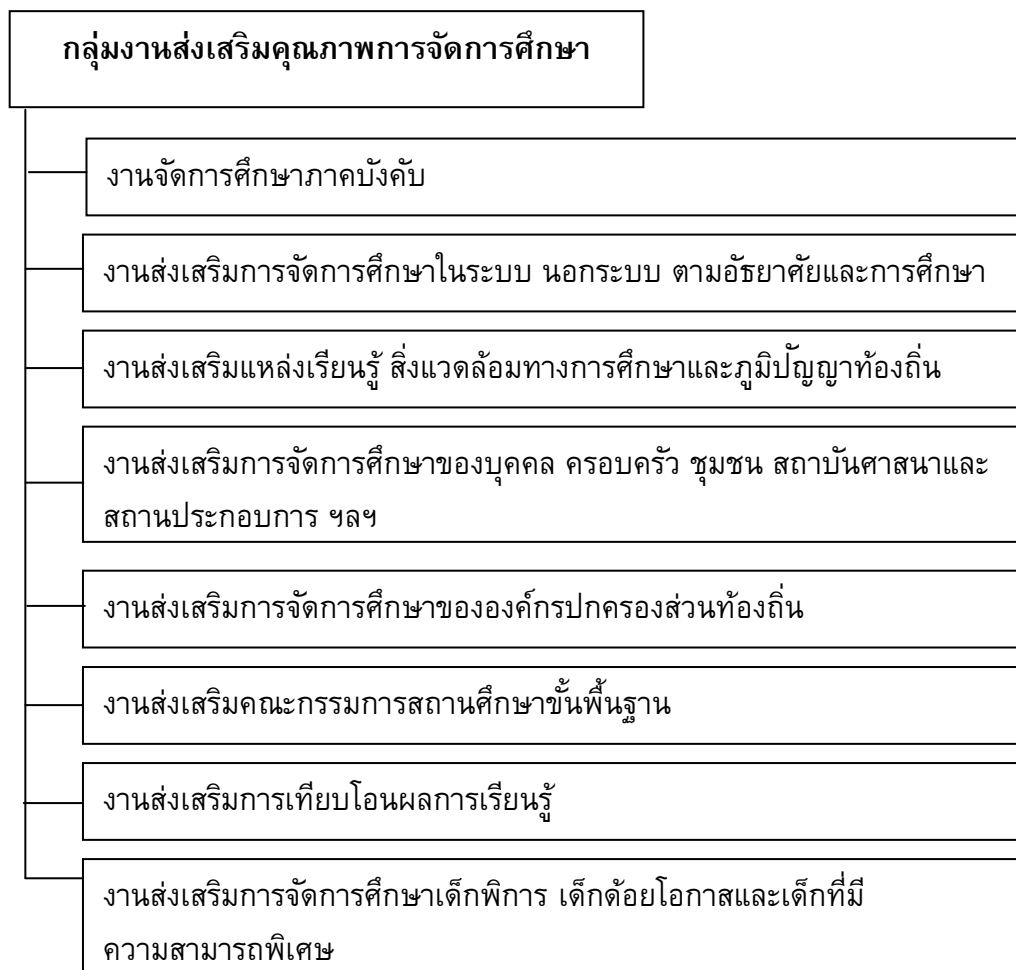 กลุ่มงานส่งเสริมคุณภาพการจัดการศึกษา
งานจัดการศึกษาภาคบังคับ
งานส่งเสริมการจัดการศึกษาในระบบ นอกระบบ ตามอัธยาศัยและการศึกษา
งานส่งเสริมแหล่งเรียนรู้ สิ่งแวดล้อมทางการศึกษาและภูมิปัญญาท้องถิ่น
งานส่งเสริมการจัดการศึกษาของบุคคล ครอบครัว ชุมชน สถาบันศาสนาและ
สถานประกอบการ ฯลฯ
งานส่งเสริมการจัดการศึกษาขององค์กรปกครองส่วนท้องถิ่น
งานส่งเสริมคณะกรรมการสถานศึกษาขั้นพื้นฐาน
งานส่งเสริมการเทียบโอนผลการเรียนรู้
งานส่งเสริมการจัดการศึกษาเด็กพิการ เด็กด้อยโอกาสและเด็กที่มี
ความสามารถพิเศษ